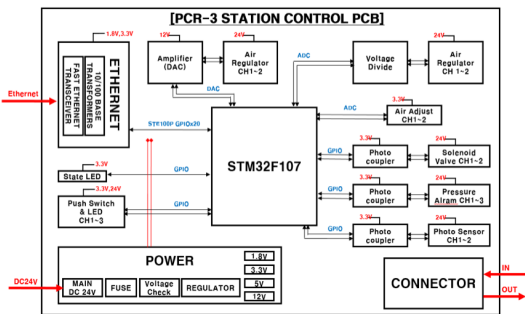 [PCR-3 STATION CONTROL PCB]
1.8V,3.3V
ETHERNET
10/100 BASE
TRANSFORMERS
FAST ETHERNET
TRANSCEIVER
Ethernet
12V
Amplifier
(DAC)
24V
Air
Regulator
CH1~2
DAC
ADC
Voltage
Divide
24V
Air
Regulator
CH 1~2
ADC
3.3V
Air Adjust
CH1~2
STM32F107
GPIOx20
3.3V
State LED
GPIO
3.3V,24V
Push Switch
& LED
CH1~3
GPIO
GPIO
3.3V
Photo
coupler
24V
Solenoid
Valve CH1~2
GPIO
3.3V
Photo
coupler
24V
Pressure
Alram CH1~3
GPIO
3.3V
Photo
coupler
24V
Photo Sensor
CH1~2
POWER
DC24V
MAIN
DC 24V
FUSE
Voltage
Check
REGULATOR
1.8V
3.3V
5V
12V
CONNECTOR
IN
OUT